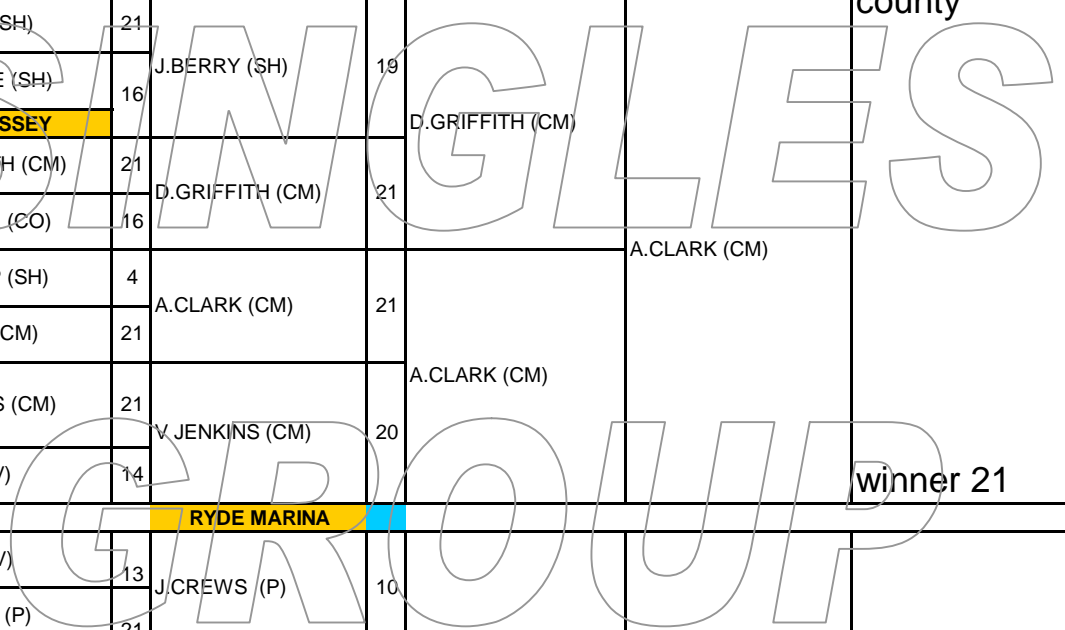 county
SH)
21
J.BERRY (SH)
19
E (SH)
16
SSEY
D.GRIFFITH (CM)
H (CM)
21
D.GRIFFITH (CM)
21
(CO)
16
A.CLARK (CM)
(SH)
4
A.CLARK (CM)
21
CM)
21
A.CLARK (CM)
S (CM)
21
V JENKINS (CM)
20
14
winner 21
RYDE MARINA
13
J.CREWS (P)
10
(P)
21
SINGLES
GROUP